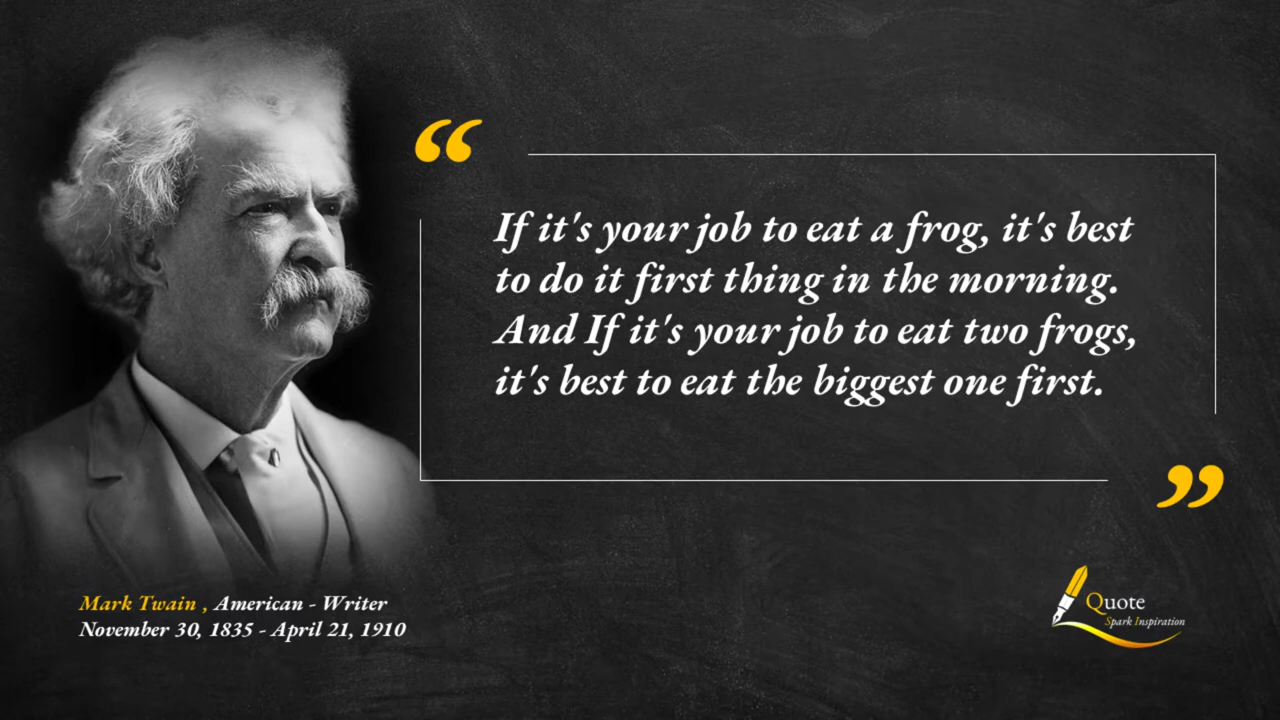 “
If it's your job to eat a frog, it's best
to do it first thing in the morning.
And If it's your job to eat two frogs,
it's best to eat the biggest one first.
”
Mark Twain , American - Writer
November 30, 1835 - April 21, 1910
Quote
Spark Inspiration